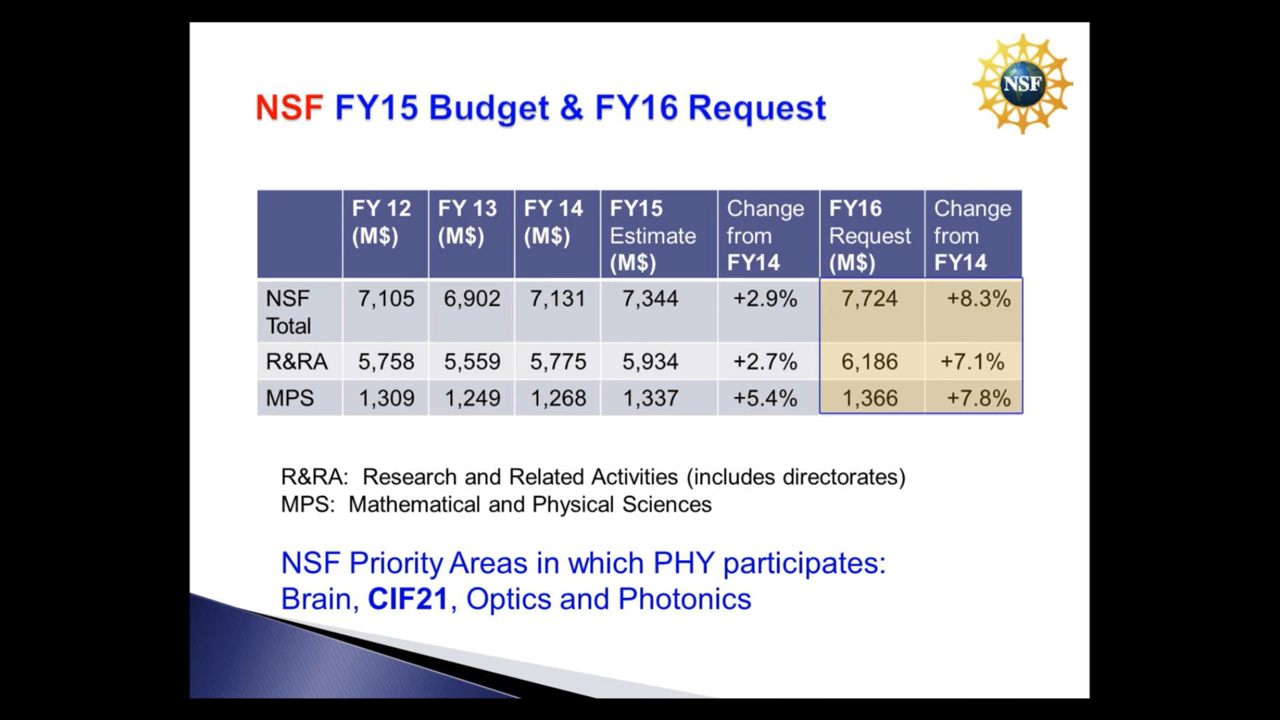 NSF
NSF FY15 Budget & FY16 Request
FY 12 (M$) FY 13 (M$) FY 14 (M$) FY15 Estimate (M$) Change from FY14 FY16 Request (M$) Change from FY14
NSF Total 7,105 6,902 7,131 7,344 +2.9% 7,724 +8.3%
R&RA 5,758 5,559 5,775 5,934 +2.7% 6,186 +7.1%
MPS 1,309 1,249 1,268 1,337 +5.4% 1,366 +7.8%
R&RA: Research and Related Activities (includes directorates)
MPS: Mathematical and Physical Sciences
NSF Priority Areas in which PHY participates:
Brain, CIF21, Optics and Photonics